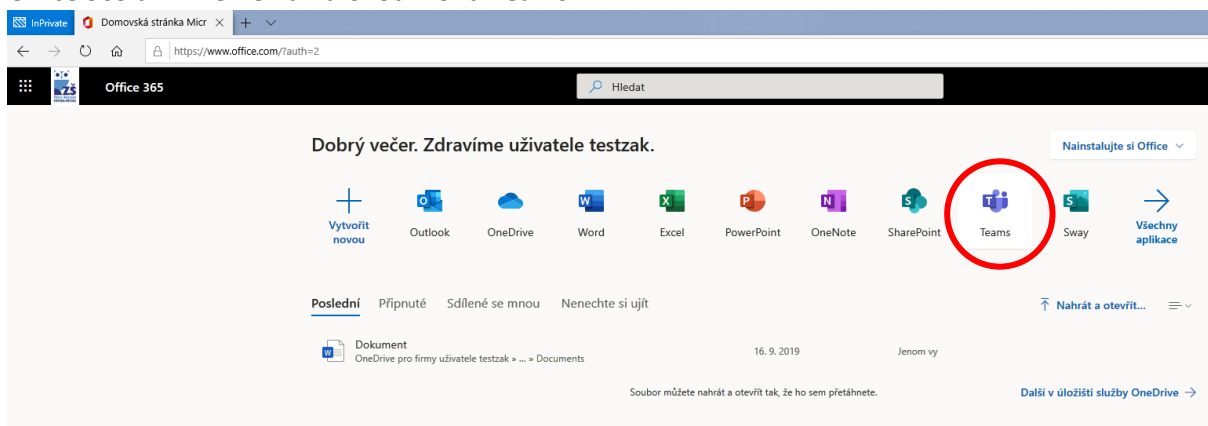 InPrivate
Domovská stránka Micr
https://www.office.com/?auth=2
ZŠ
Office 365
Hledat
Dobrý večer. Zdravíme uživatele testzak.
Nainstalujte si Office
Vytvořit novou
Outlook
OneDrive
Word
Excel
PowerPoint
OneNote
SharePoint
Teams
Sway
Všechny aplikace
Poslední Připnuté Sdílené se mnou Nenechte si ujít
Nahrát a otevřít...
Dokument
OneDrive pro firmy uživatele testzak » ... » Documents
16. 9. 2019
Jenom vy
Soubor můžete nahrát a otevřít tak, že ho sem přetáhnete.
Další v úložišti služby OneDrive